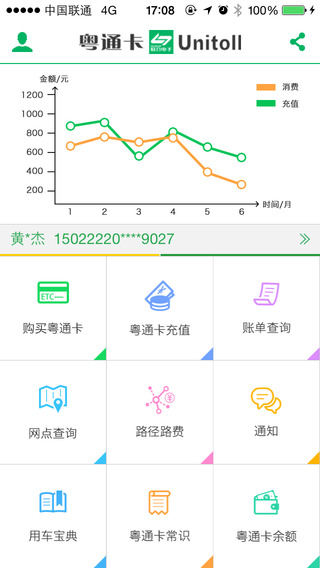 中国联通 4G 17:08 100%
粤通卡 Unitoll
金额/元
消费
充值
1200
1000
800
600
400
200
1 2 3 4 5 6
时间/月
黄*杰 15022220****9027
ETC
购买粤通卡 粤通卡充值 账单查询
网点查询 路径路费 通知
用车宝典 粤通卡常识 粤通卡余额